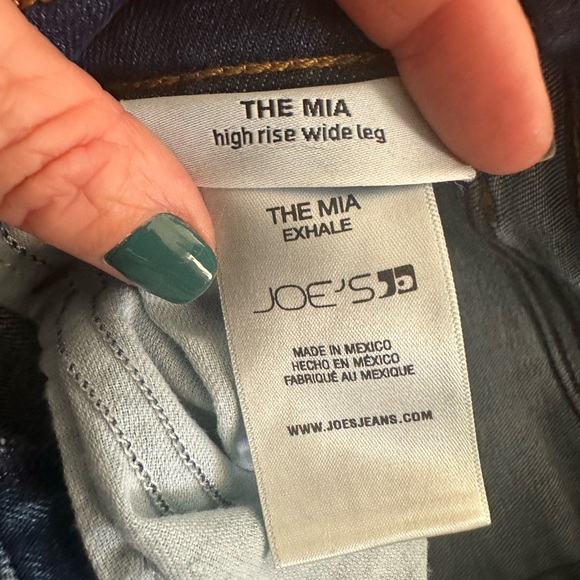 THE MIA
high rise wide leg
THE MIA
EXHALE
JOE'S
MADE IN MEXICO
HECHO EN MÉXICO
FABRIQUÉ AU MEXIQUE
WWW.JOESJEANS.COM